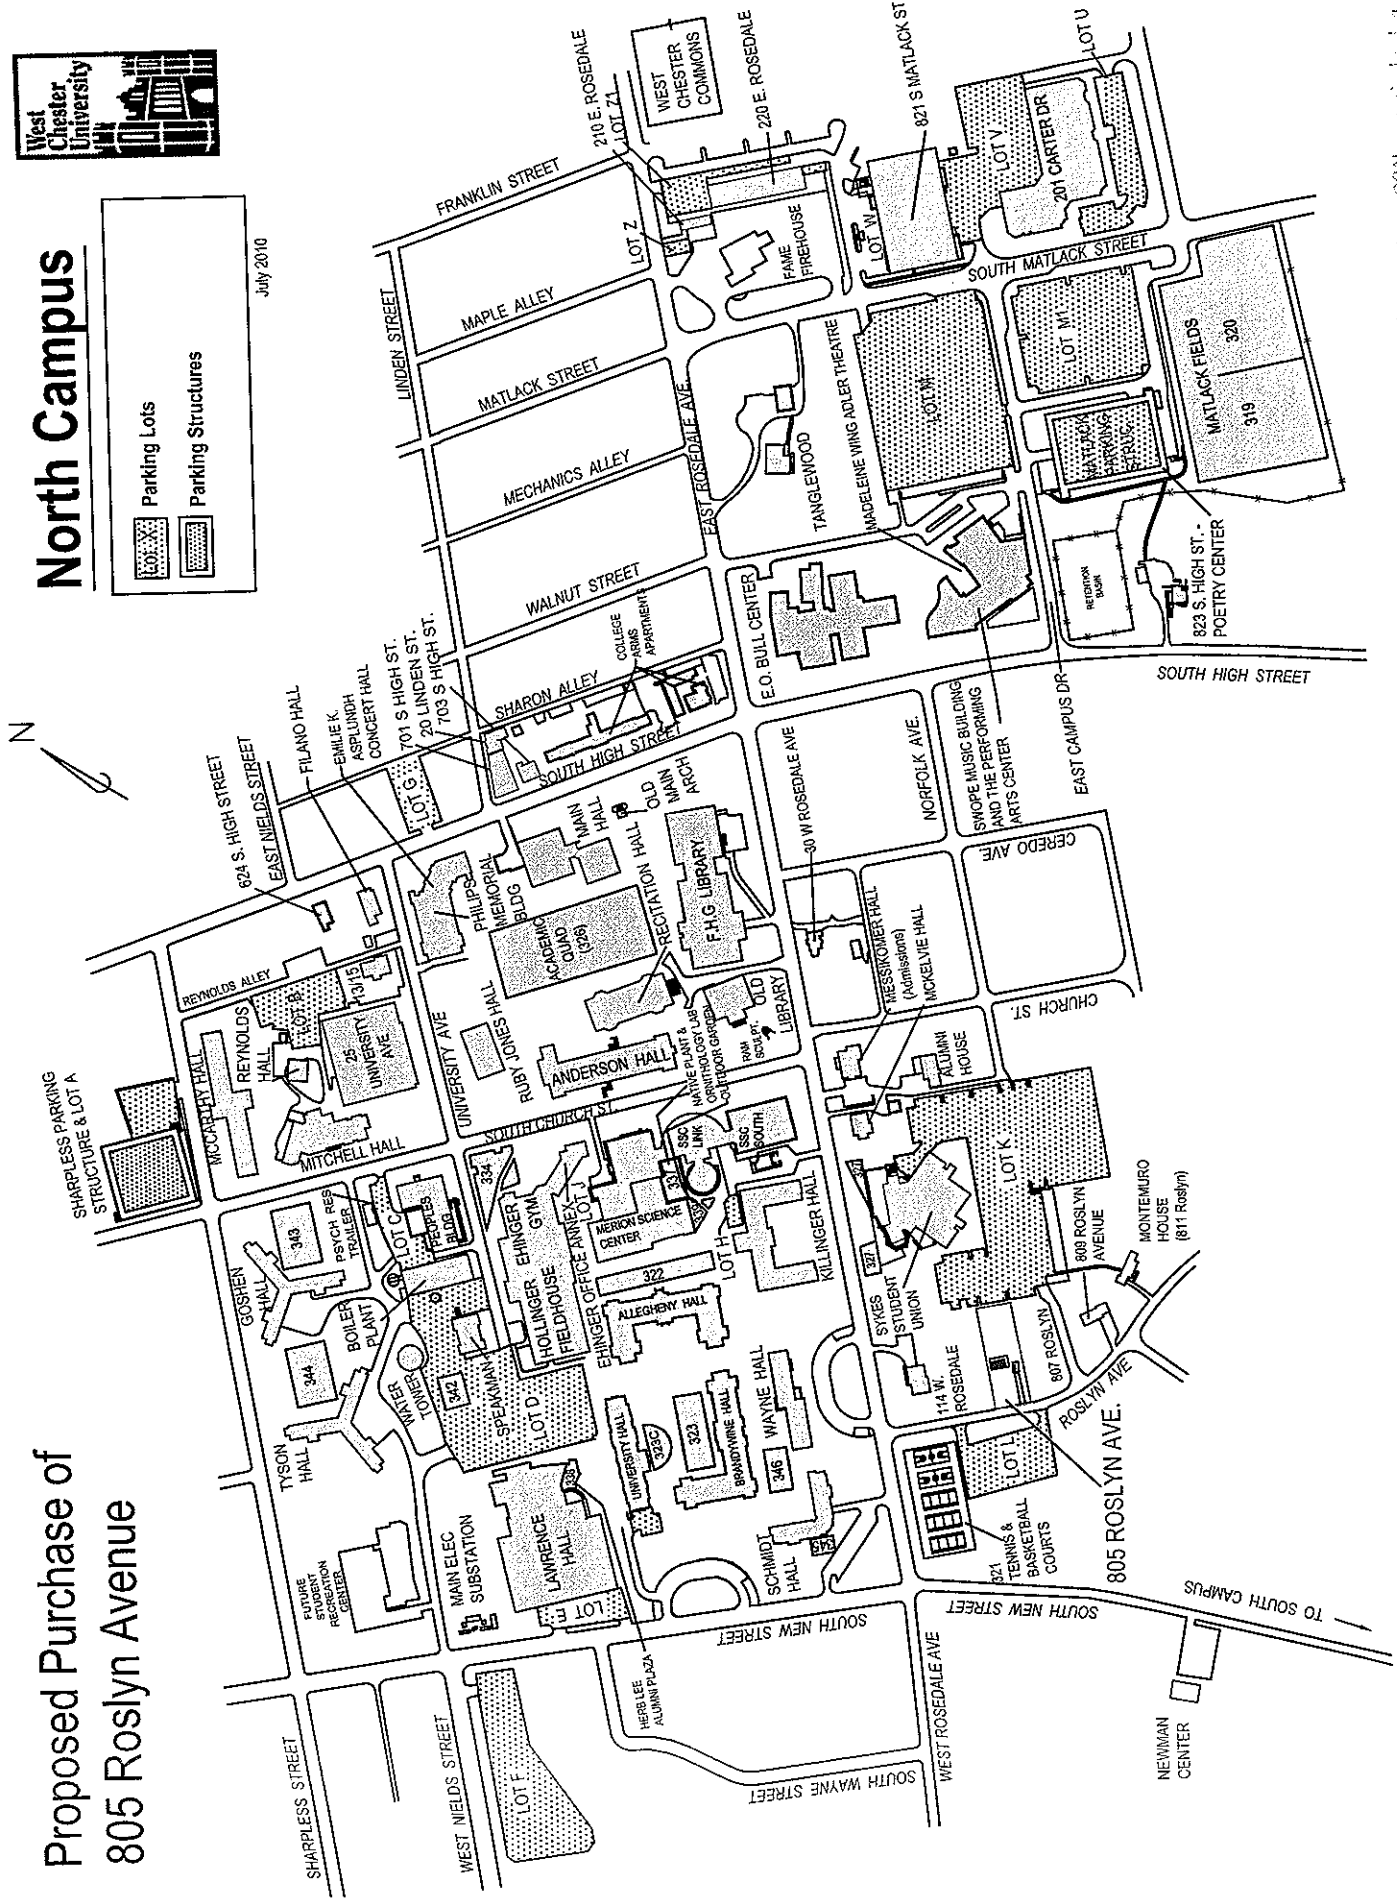 Proposed Purchase of
805 Roslyn Avenue
North Campus
West
Chester
University
Lot X
Parking Lots
Parking Structures
July 2010
N
SHARPLESS PARKING
STRUCTURE & LOT A
624 S. HIGH STREET
EAST NIELDS STREET
FILANO HALL
EMILIE K.
ASPLUNDH
CONCERT HALL
701 S HIGH ST.
20 LINDEN ST.
703 S HIGH ST.
LINDEN STREET
FRANKLIN STREET
MAPLE ALLEY
MATLACK STREET
MECHANICS ALLEY
WALNUT STREET
SHARON ALLEY
COLLEGE
ARMS
APARTMENTS
SOUTH HIGH STREET
LOT G
210 E. ROSEDALE
LOT Z1
LOT Z
WEST
CHESTER
COMMONS
220 E. ROSEDALE
FAME
FIREHOUSE
EAST ROSEDALE AVE.
TANGLEWOOD
MADELEINE WING ADLER THEATRE
E.O. BULL CENTER
LOT W
821 S MATLACK ST
LOT V
201 CARTER DR
LOT U
SOUTH MATLACK STREET
LOT M
LOT M1
MATLACK
PARKING
STRUC.
MATLACK FIELDS
319
320
RETENTION
BASIN
823 S. HIGH ST. -
POETRY CENTER
SOUTH HIGH STREET
EAST CAMPUS DR
SWOPE MUSIC BUILDING
AND THE PERFORMING
ARTS CENTER
NORFOLK AVE.
CEREDO AVE.
CHURCH ST.
30 W ROSEDALE AVE
MESSIKOMER HALL
(Admissions)
MCKELVIE HALL
ALUMNI
HOUSE
REYNOLDS ALLEY
MCCARTHY HALL
REYNOLDS
HALL
LOT B
13/15
25
UNIVERSITY
AVE.
MITCHELL HALL
UNIVERSITY AVE
PHILIPS
MEMORIAL
BLDG
MAIN
HALL
OLD
MAIN
ARCH
ACADEMIC
QUAD
(326)
RECITATION HALL
F.H.G LIBRARY
RUBY JONES HALL
ANDERSON HALL
NATIVE PLANT &
ORNITHOLOGY LAB
OUTDOOR GARDEN
RAM
SCULPT.
OLD
LIBRARY
SOUTH CHURCH ST.
GOSHEN
HALL
343
PSYCH RES
TRAILER
LOT C
PEOPLES
BLDG
334
EHINGER
GYM
HOLLINGER
FIELDHOUSE
EHINGER OFFICE ANNEX
LOT J
MERION SCIENCE
CENTER
SSC
LINK
SSC
SOUTH
LOT H
KILLINGER HALL
322
ALLEGHENY HALL
BOILER
PLANT
344
WATER
TOWER
342
SPEAKMAN
LOT D
TYSON
HALL
FUTURE
STUDENT
RECREATION
CENTER
MAIN ELEC
SUBSTATION
LAWRENCE
HALL
LOT E
UNIVERSITY HALL
323C
323
BRANDYWINE HALL
WAYNE HALL
346
SCHMIDT
HALL
HERB LEE
ALUMNI PLAZA
SYKES
STUDENT
UNION
327
LOT K
114 W.
ROSEDALE
807 ROSLYN
809 ROSLYN
AVENUE
MONTEMURO
HOUSE
(811 Roslyn)
ROSLYN AVE
LOT L
805 ROSLYN AVE.
321
TENNIS &
BASKETBALL
COURTS
SOUTH NEW STREET
SOUTH NEW STREET
TO SOUTH CAMPUS
NEWMAN
CENTER
SHARPLESS STREET
WEST NIELDS STREET
LOT F
SOUTH WAYNE STREET
WEST ROSEDALE AVE